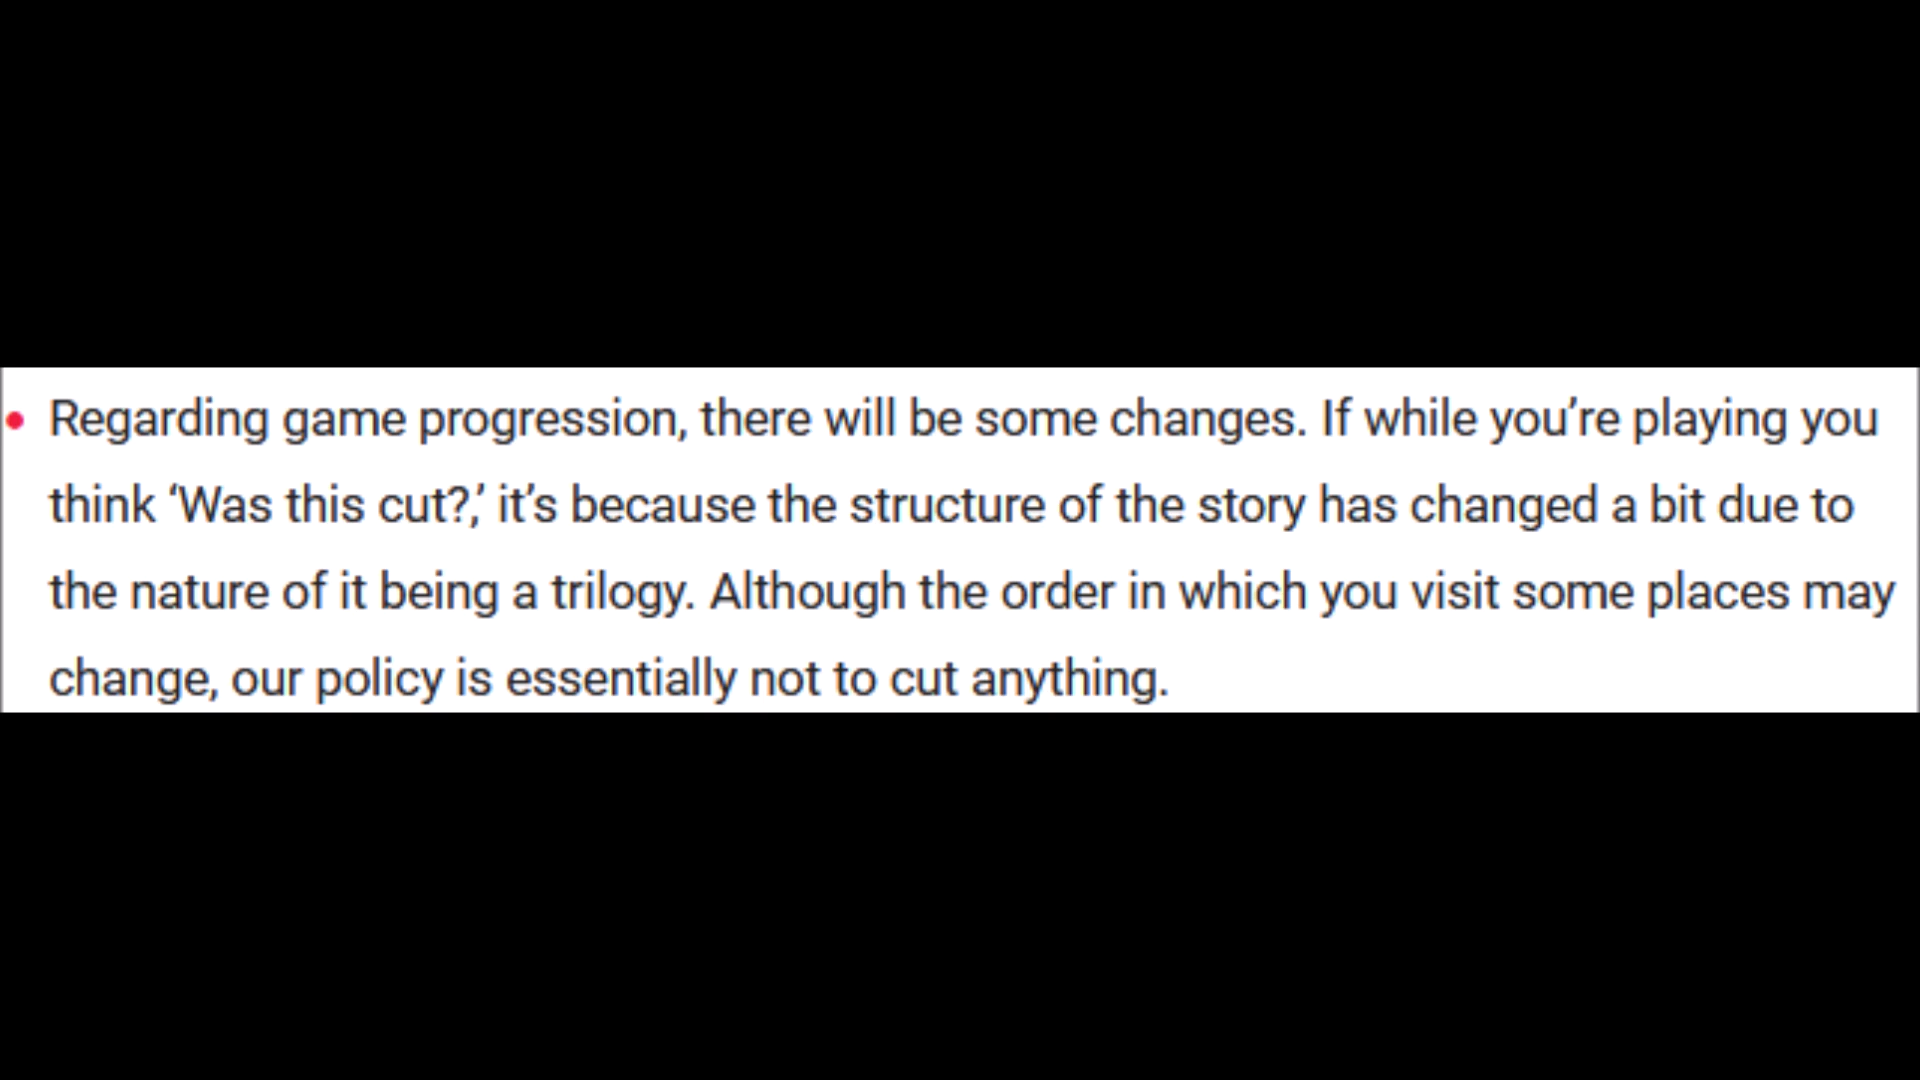 • Regarding game progression, there will be some changes. If while you’re playing you
think ‘Was this cut?,’ it’s because the structure of the story has changed a bit due to
the nature of it being a trilogy. Although the order in which you visit some places may
change, our policy is essentially not to cut anything.